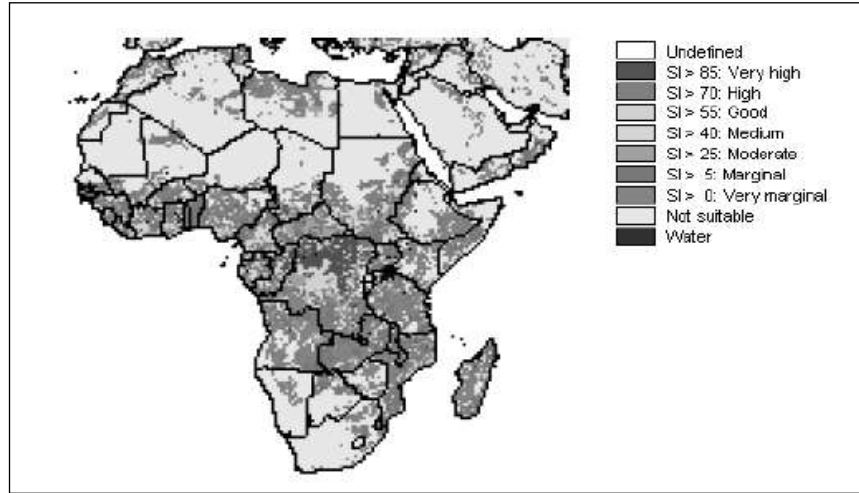 Undefined
SI > 85: Very high
SI > 70: High
SI > 55: Good
SI > 40: Medium
SI > 25: Moderate
SI > 5: Marginal
SI > 0: Very marginal
Not suitable
Water